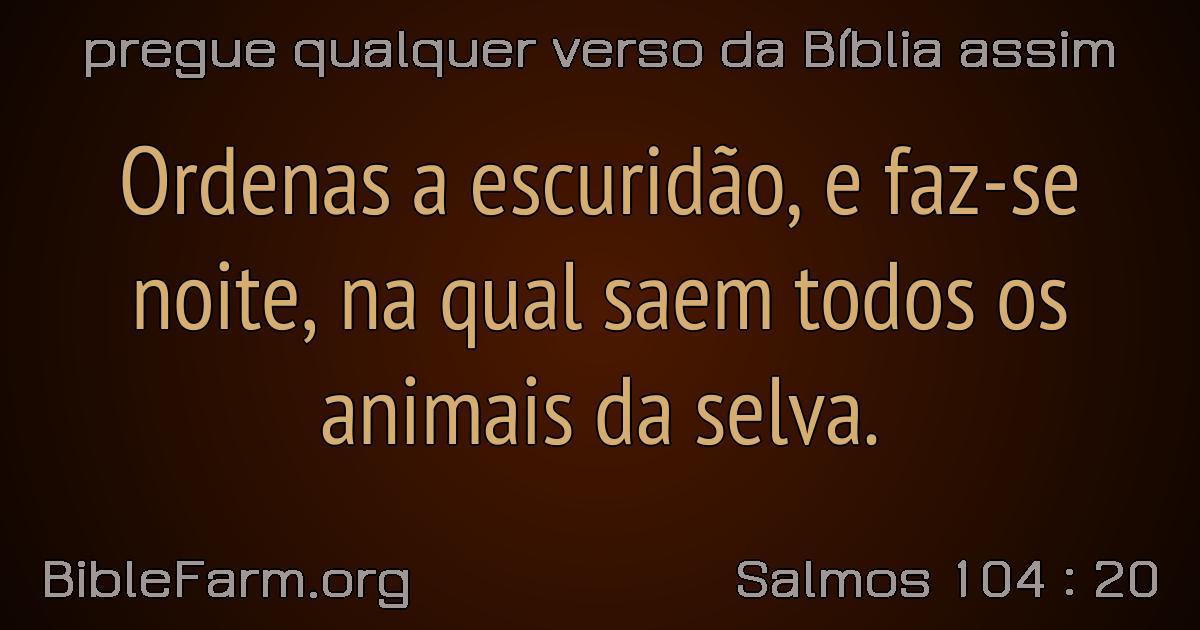 pregue qualquer verso da Bíblia assim
Ordenas a escuridão, e faz-se
noite, na qual saem todos os
animais da selva.
BibleFarm.org
Salmos 104 : 20